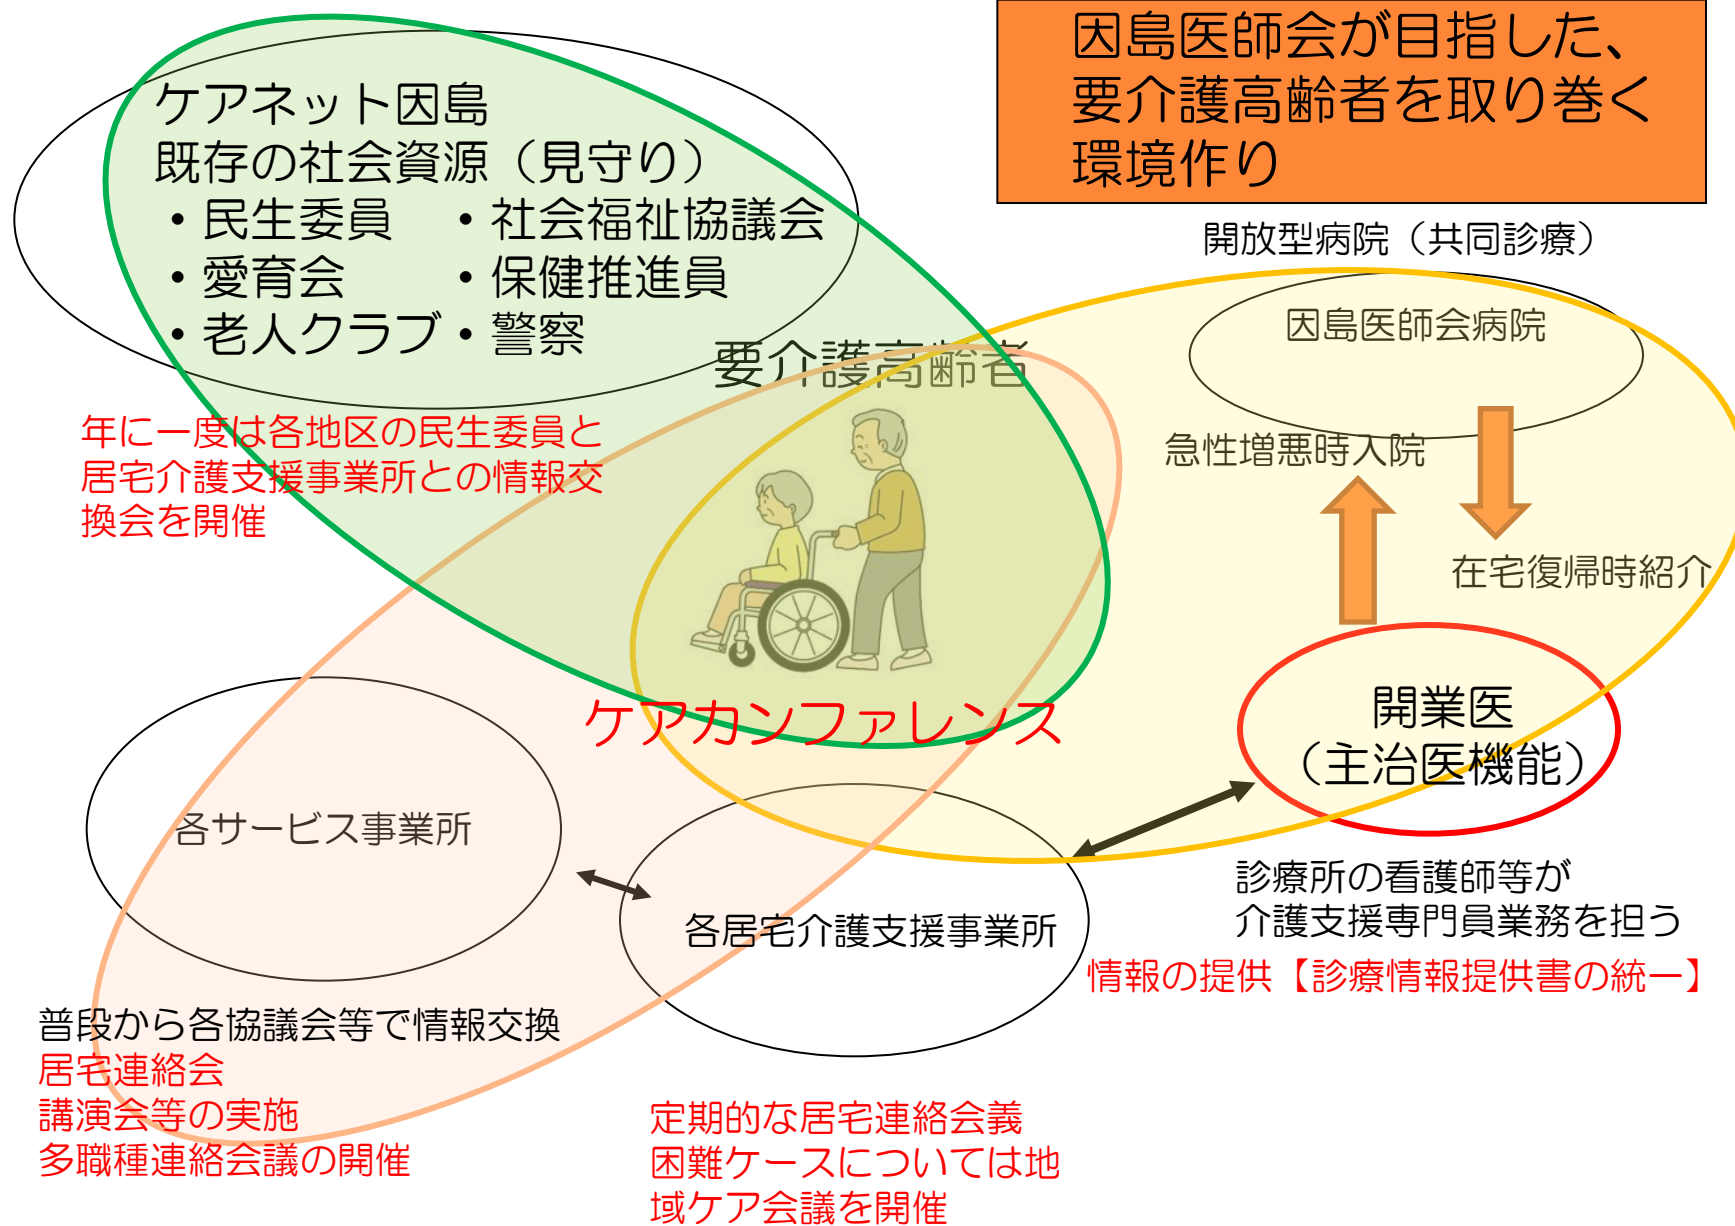 因島医師会が目指した、
要介護高齢者を取り巻く
環境作り
ケアネット因島
既存の社会資源（見守り）
・民生委員　・社会福祉協議会
・愛育会　　・保健推進員
・老人クラブ・警察
年に一度は各地区の民生委員と
居宅介護支援事業所との情報交
換会を開催
開放型病院（共同診療）
因島医師会病院
要介護高齢者
急性増悪時入院
在宅復帰時紹介
開業医
（主治医機能）
ケアカンファレンス
各サービス事業所
各居宅介護支援事業所
診療所の看護師等が
介護支援専門員業務を担う
情報の提供【診療情報提供書の統一】
普段から各協議会等で情報交換
居宅連絡会
講演会等の実施
多職種連絡会議の開催
定期的な居宅連絡会義
困難ケースについては地
域ケア会議を開催